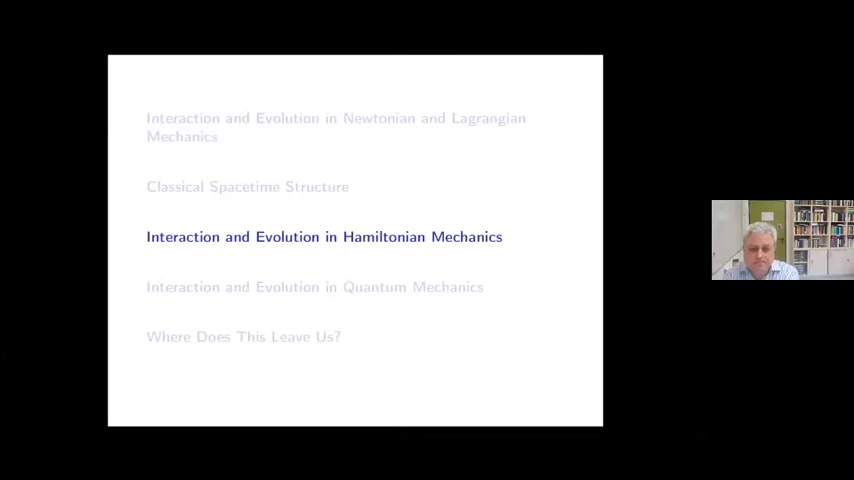 Interaction and Evolution in Newtonian and Lagrangian
Mechanics
Classical Spacetime Structure
Interaction and Evolution in Hamiltonian Mechanics
Interaction and Evolution in Quantum Mechanics
Where Does This Leave Us?